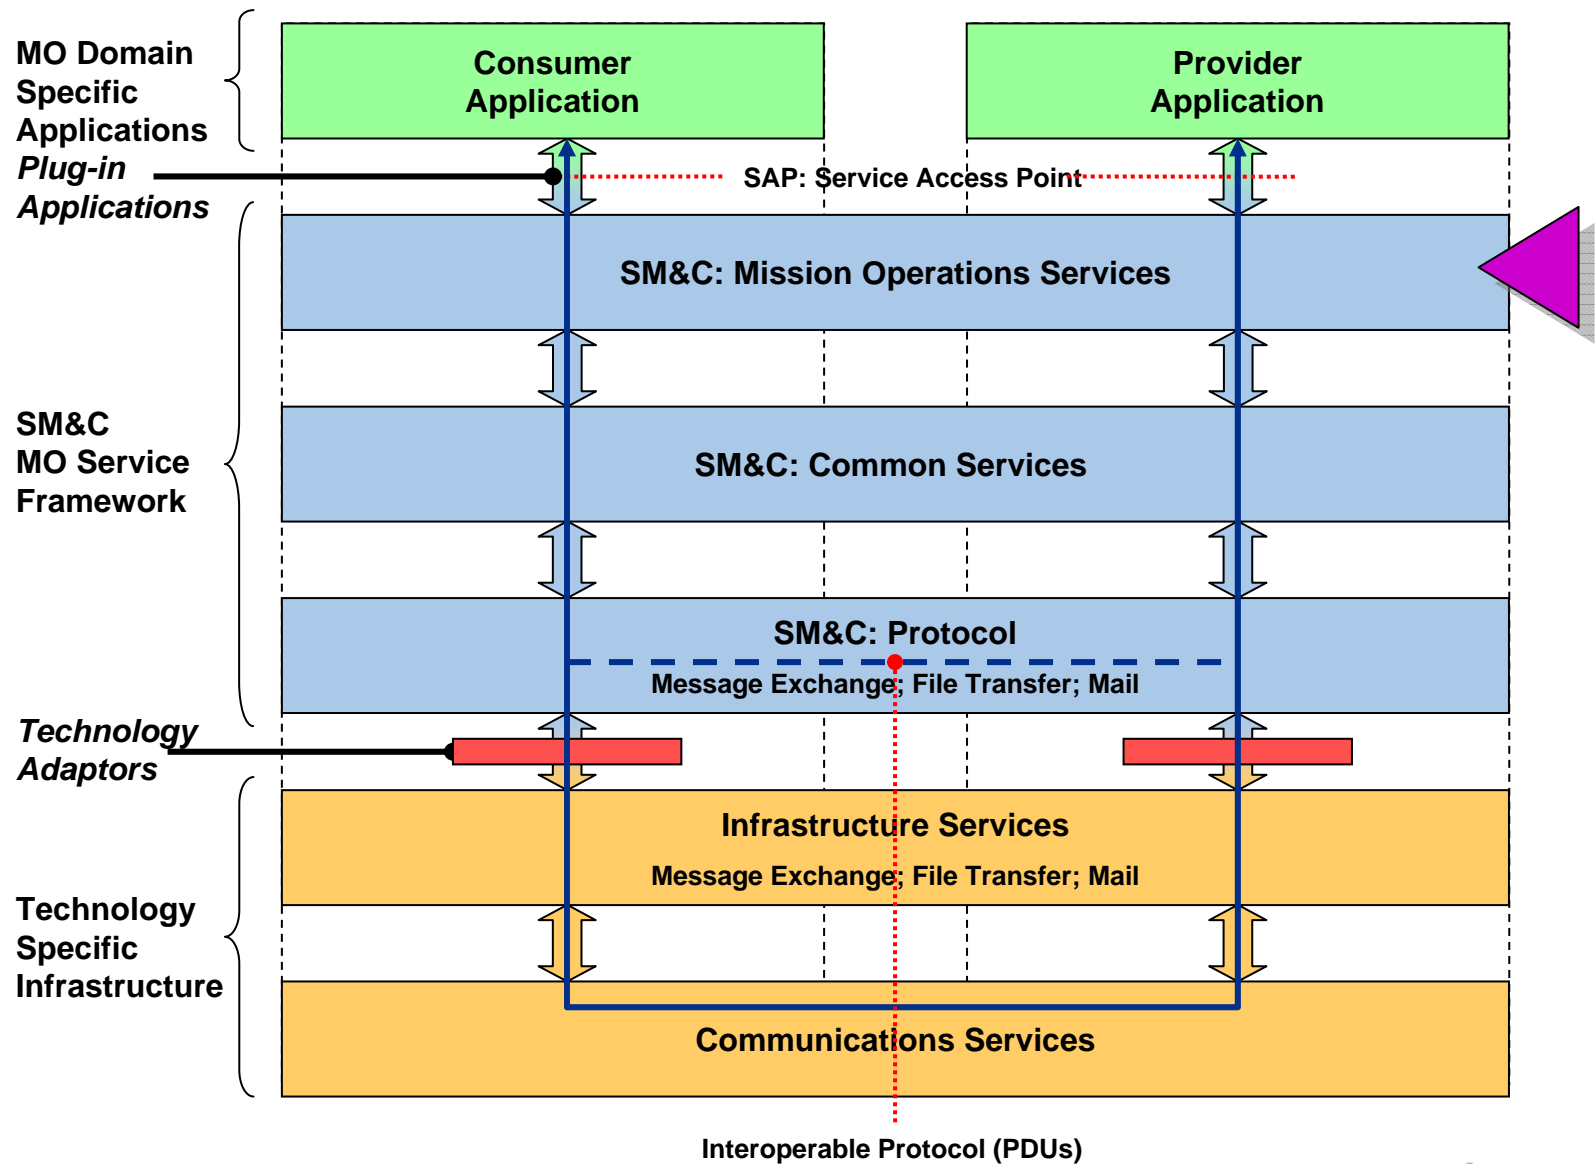 MO Domain
Specific
Applications
Plug-in
Applications
Consumer
Application
Provider
Application
SAP: Service Access Point
SM&C: Mission Operations Services
SM&C
MO Service
Framework
SM&C: Common Services
SM&C: Protocol
Message Exchange; File Transfer; Mail
Technology
Adaptors
Infrastructure Services
Message Exchange; File Transfer; Mail
Technology
Specific
Infrastructure
Communications Services
Interoperable Protocol (PDUs)